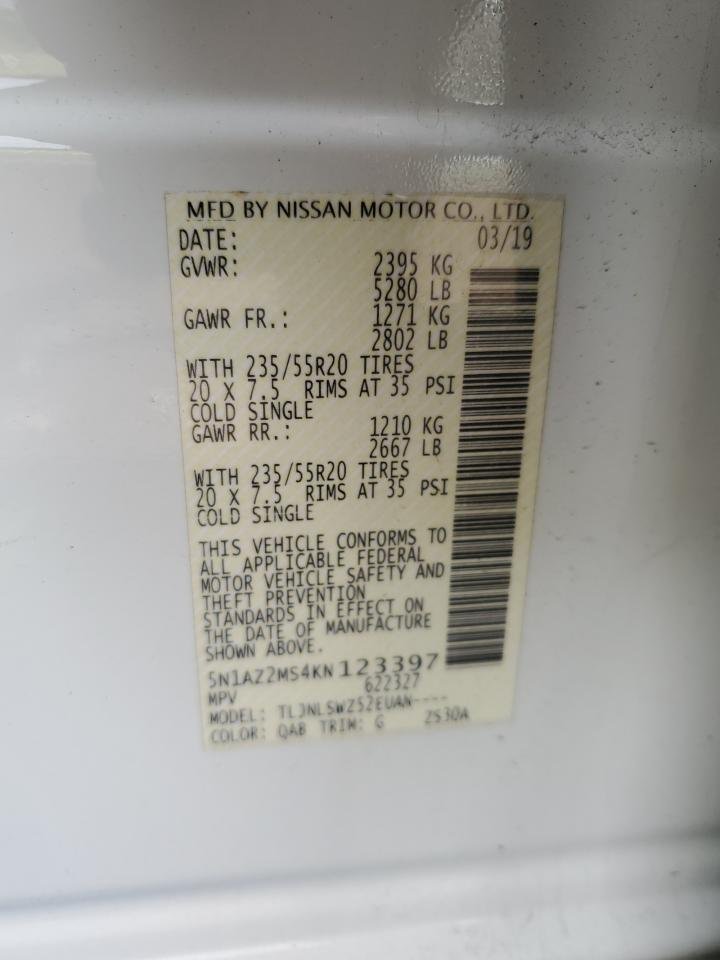 MFD BY NISSAN MOTOR CO., LTD.
DATE: 03/19
GVWR: 2395 KG
5280 LB
GAWR FR.: 1271 KG
2802 LB
WITH 235/55R20 TIRES
20 X 7.5 RIMS AT 35 PSI
COLD SINGLE
GAWR RR.: 1210 KG
2667 LB
WITH 235/55R20 TIRES
20 X 7.5 RIMS AT 35 PSI
COLD SINGLE
THIS VEHICLE CONFORMS TO
ALL APPLICABLE FEDERAL
MOTOR VEHICLE SAFETY AND
THEFT PREVENTION
STANDARDS IN EFFECT ON
THE DATE OF MANUFACTURE
SHOWN ABOVE.
5N1AZ2MS4KN123397
MPV 622327
MODEL: TLJNLSWZ52EUAN----
COLOR: QAB TRIM: G ZS30A